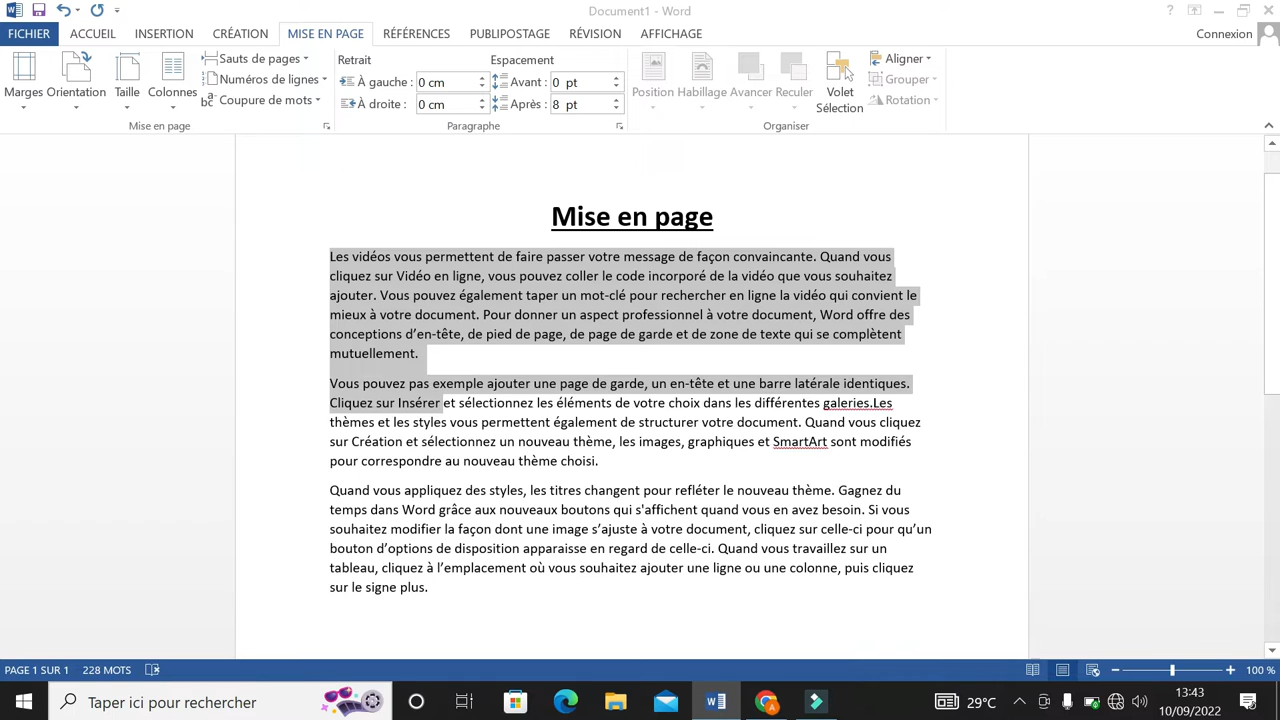 Document1 - Word
FICHIER ACCUEIL INSERTION CRÉATION MISE EN PAGE RÉFÉRENCES PUBLIPOSTAGE RÉVISION AFFICHAGE Connexion
Marges Orientation Taille Colonnes
Sauts de pages
Numéros de lignes
Coupure de mots
Mise en page
Retrait Espacement
À gauche : 0 cm Avant : 0 pt
À droite : 0 cm Après : 8 pt
Paragraphe
Position Habillage Avancer Reculer Volet Sélection
Aligner
Grouper
Rotation
Organiser
Mise en page
Les vidéos vous permettent de faire passer votre message de façon convaincante. Quand vous
cliquez sur Vidéo en ligne, vous pouvez coller le code incorporé de la vidéo que vous souhaitez
ajouter. Vous pouvez également taper un mot-clé pour rechercher en ligne la vidéo qui convient le
mieux à votre document. Pour donner un aspect professionnel à votre document, Word offre des
conceptions d’en-tête, de pied de page, de page de garde et de zone de texte qui se complètent
mutuellement.
Vous pouvez pas exemple ajouter une page de garde, un en-tête et une barre latérale identiques.
Cliquez sur Insérer et sélectionnez les éléments de votre choix dans les différentes galeries.Les
thèmes et les styles vous permettent également de structurer votre document. Quand vous cliquez
sur Création et sélectionnez un nouveau thème, les images, graphiques et SmartArt sont modifiés
pour correspondre au nouveau thème choisi.
Quand vous appliquez des styles, les titres changent pour refléter le nouveau thème. Gagnez du
temps dans Word grâce aux nouveaux boutons qui s'affichent quand vous en avez besoin. Si vous
souhaitez modifier la façon dont une image s’ajuste à votre document, cliquez sur celle-ci pour qu’un
bouton d’options de disposition apparaisse en regard de celle-ci. Quand vous travaillez sur un
tableau, cliquez à l’emplacement où vous souhaitez ajouter une ligne ou une colonne, puis cliquez
sur le signe plus.
PAGE 1 SUR 1 228 MOTS 100 %
Taper ici pour rechercher 29°C 13:43
10/09/2022